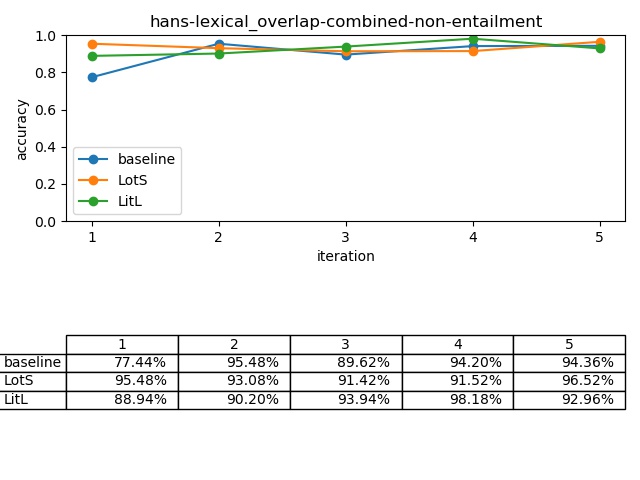 hans-lexical_overlap-combined-non-entailment
1.0
0.8
0.6
0.4
0.2
0.0
accuracy
baseline
LotS
LitL
1 2 3 4 5
iteration
1 2 3 4 5
baseline 77.44% 95.48% 89.62% 94.20% 94.36%
LotS 95.48% 93.08% 91.42% 91.52% 96.52%
LitL 88.94% 90.20% 93.94% 98.18% 92.96%